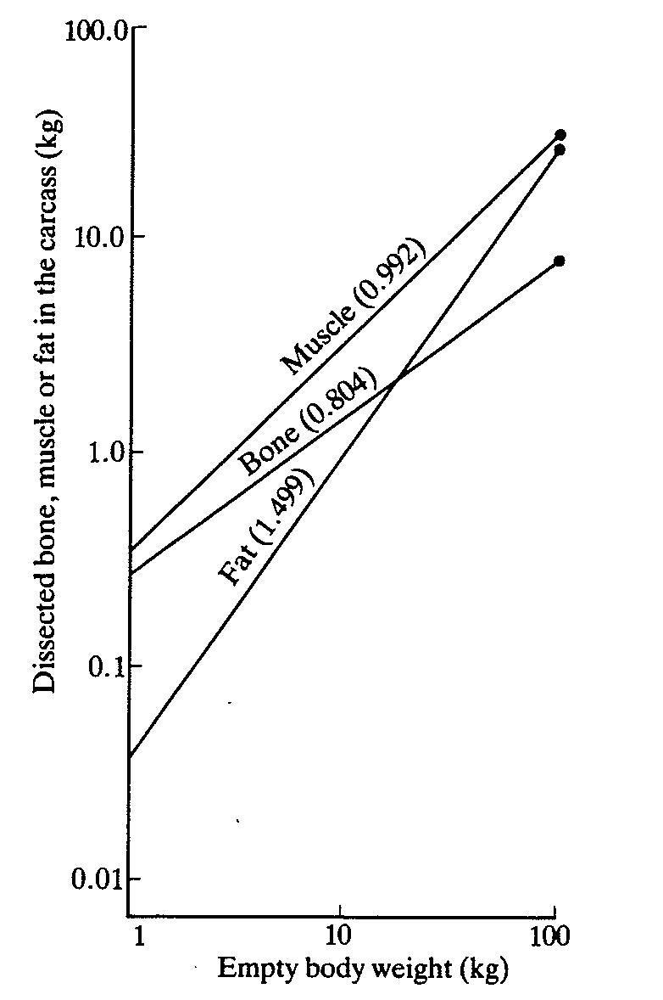 100.0
10.0
1.0
0.1
0.01
Dissected bone, muscle or fat in the carcass (kg)
Muscle (0.992)
Bone (0.804)
Fat (1.499)
1
10
100
Empty body weight (kg)